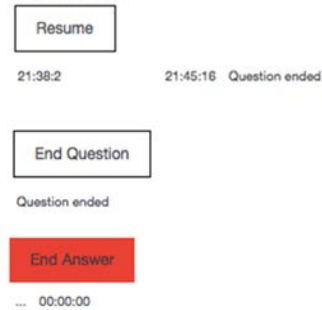 Resume
21:38:2 21:45:16 Question ended
End Question
Question ended
End Answer
... 00:00:00